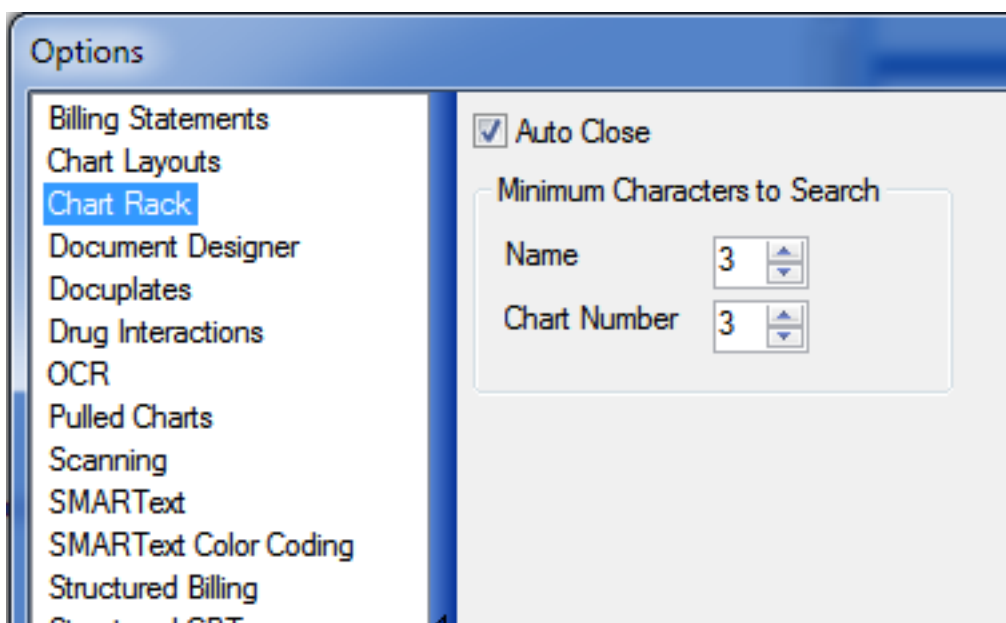 Options
Billing Statements
Chart Layouts
Chart Rack
Document Designer
Docuplates
Drug Interactions
OCR
Pulled Charts
Scanning
SMARText
SMARText Color Coding
Structured Billing
Auto Close
Minimum Characters to Search
Name 3
Chart Number 3